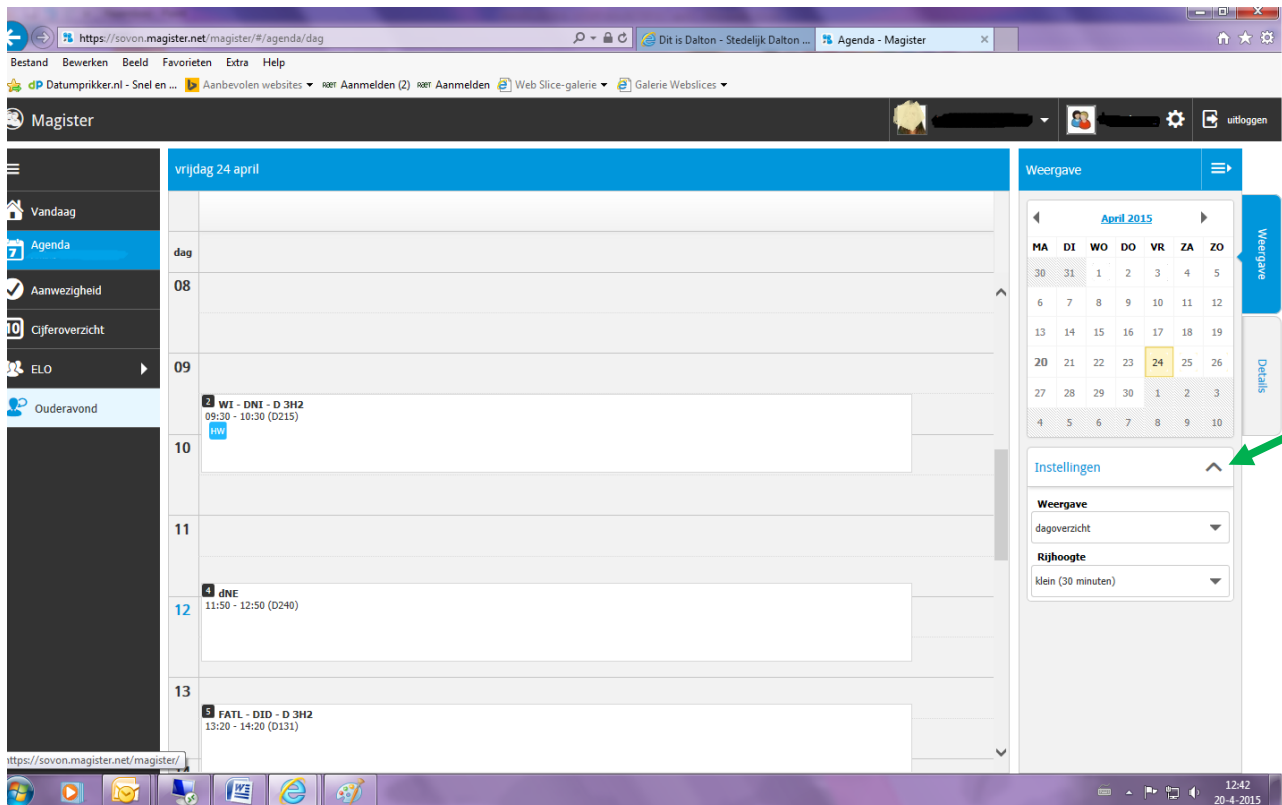 https://sovon.magister.net/magister/#/agenda/dag
Dit is Dalton - Stedelijk Dalton ...
Agenda - Magister
Bestand Bewerken Beeld Favorieten Extra Help
dP Datumprikker.nl - Snel en ... Aanbevolen websites Aanmelden (2) Aanmelden Web Slice-galerie Galerie Webslices
Magister
uitloggen
Vandaag
7 Agenda
Aanwezigheid
10 Cijferoverzicht
ELO
Ouderavond
vrijdag 24 april
dag
08
09
2 WI - DNI - D 3H2
09:30 - 10:30 (D215)
HW
10
11
4 dNE
11:50 - 12:50 (D240)
12
13
5 FATL - DID - D 3H2
13:20 - 14:20 (D131)
Weergave
April 2015
MA DI WO DO VR ZA ZO
30 31 1 2 3 4 5
6 7 8 9 10 11 12
13 14 15 16 17 18 19
20 21 22 23 24 25 26
27 28 29 30 1 2 3
4 5 6 7 8 9 10
Instellingen
Weergave
dagoverzicht
Rijhoogte
klein (30 minuten)
Weergave
Details
https://sovon.magister.net/magister/
12:42
20-4-2015